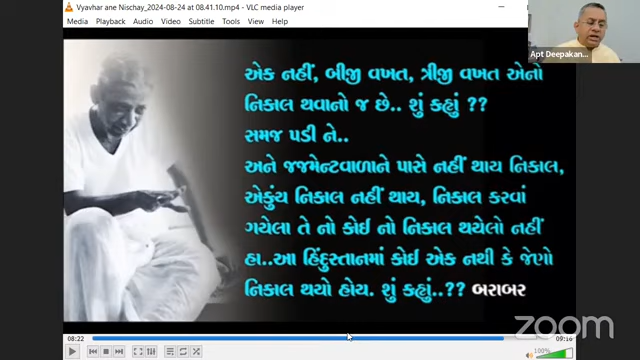 Vyavhar ane Nischay_2024-08-24 at 08.41.10.mp4 - VLC media player
Media Playback Audio Video Subtitle Tools View Help
Apt Deepakan...
એક નહીં, બીજી વખત, ત્રીજી વખત એનો
નિકાલ થવાનો જ છે.. શું કહ્યું ??
સમજ પડી ને..
અને જજમેન્ટવાળાને પાસે નહીં થાય નિકાલ,
એકુંય નિકાલ નહીં થાય, નિકાલ કરવાં
ગયેલા તે નો કોઈ નો નિકાલ થયેલો નહીં
હા..આ હિંદુસ્તાનમાં કોઈ એક નથી કે જેણો
નિકાલ થયો હોય. શું કહ્યું..?? બરાબર
08:22
09:16
100%
zoom